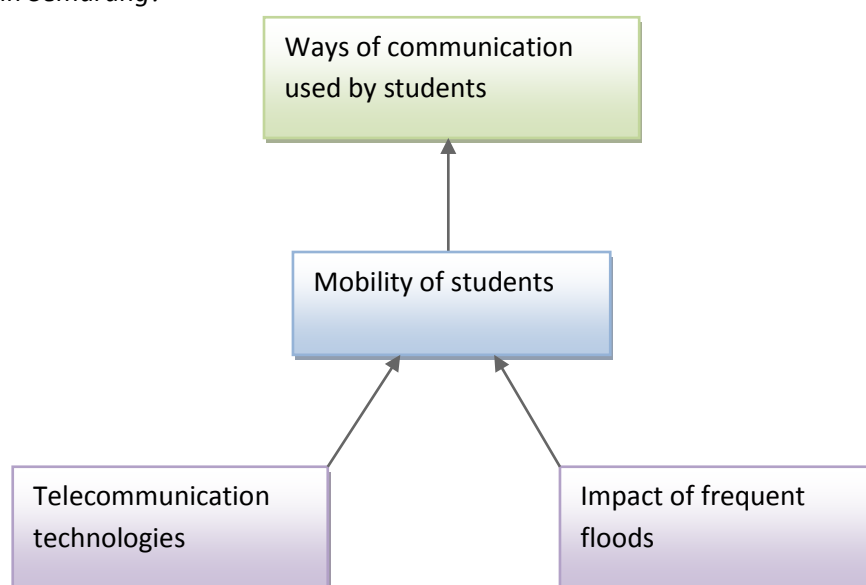 in Semarang?
Ways of communication
used by students
Mobility of students
Telecommunication
technologies
Impact of frequent
floods